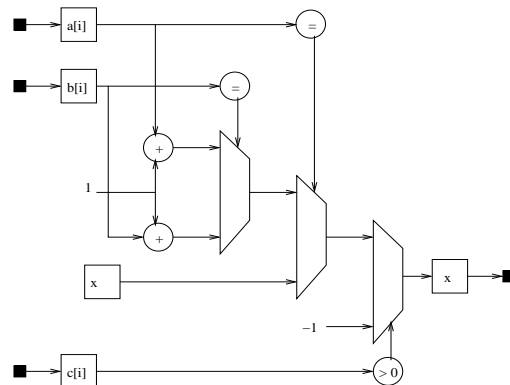 a[i]
=
b[i]
=
+
1
+
x
x
−1
c[i]
> 0